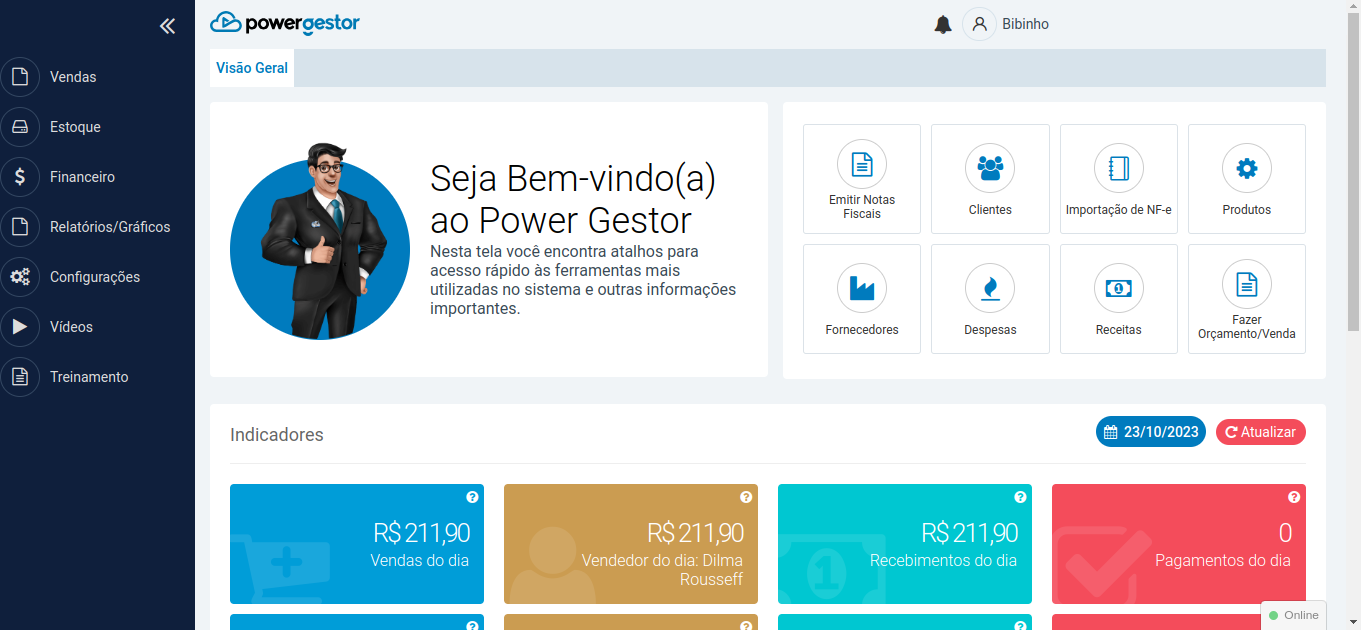 powergestor
Bibinho
Visão Geral
Vendas
Estoque
Financeiro
Relatórios/Gráficos
Configurações
Vídeos
Treinamento
Seja Bem-vindo(a)
ao Power Gestor
Nesta tela você encontra atalhos para
acesso rápido às ferramentas mais
utilizadas no sistema e outras informações
importantes.
Emitir Notas
Fiscais
Clientes
Importação de NF-e
Produtos
Fornecedores
Despesas
Receitas
Fazer
Orçamento/Venda
Indicadores
23/10/2023
Atualizar
R$ 211,90
Vendas do dia
R$ 211,90
Vendedor do dia: Dilma
Rousseff
R$ 211,90
Recebimentos do dia
0
Pagamentos do dia
Online